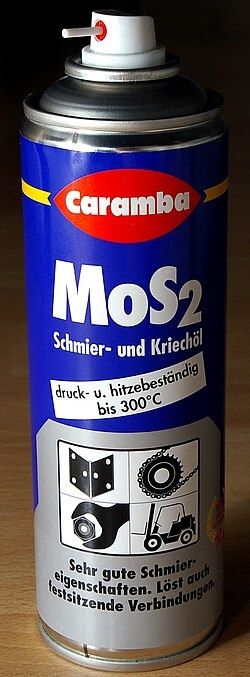 Caramba
MoS2
Schmier- und Kriechöl
druck- u. hitzebeständig
bis 300°C
Sehr gute Schmier-
eigenschaften. Löst auch
festsitzende Verbindungen.